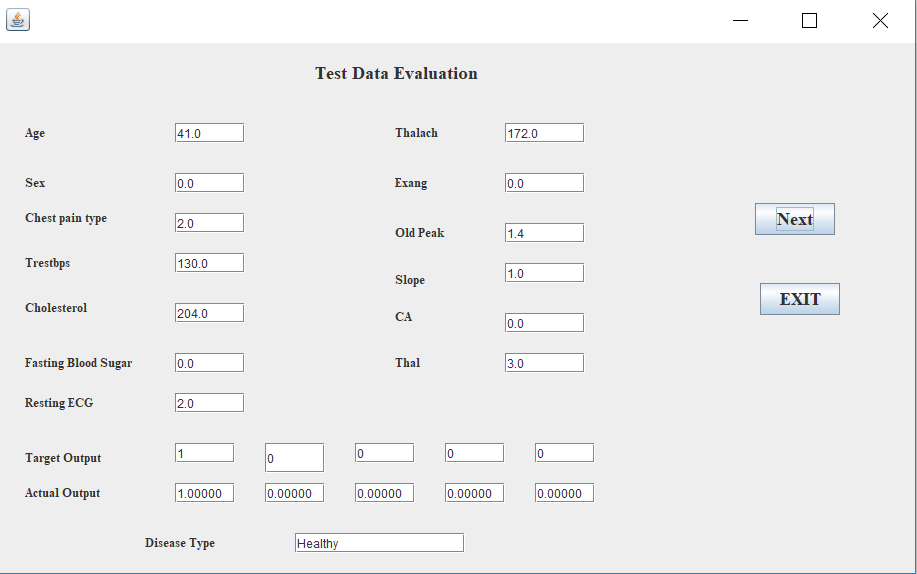 Test Data Evaluation
Age 41.0 Thalach 172.0
Sex 0.0 Exang 0.0
Chest pain type 2.0 Old Peak 1.4 Next
Trestbps 130.0 Slope 1.0
Cholesterol 204.0 CA 0.0 EXIT
Fasting Blood Sugar 0.0 Thal 3.0
Resting ECG 2.0
Target Output 1 0 0 0 0
Actual Output 1.00000 0.00000 0.00000 0.00000 0.00000
Disease Type Healthy